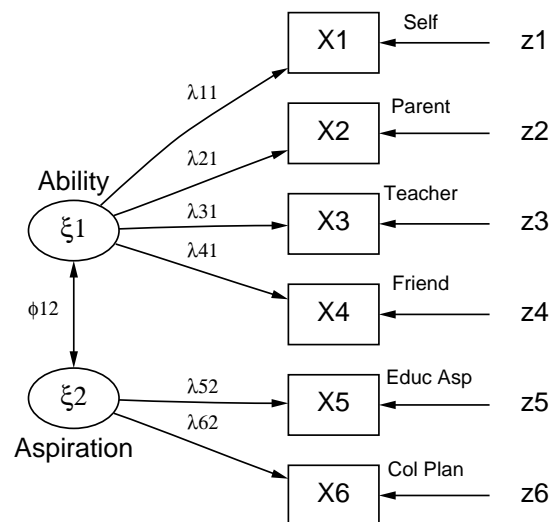 Self
X1
z1
λ11
Parent
X2
z2
λ21
Ability
Teacher
λ31
X3
z3
ξ1
λ41
Friend
X4
z4
ϕ12
Educ Asp
λ52
ξ2
X5
z5
λ62
Aspiration
Col Plan
X6
z6